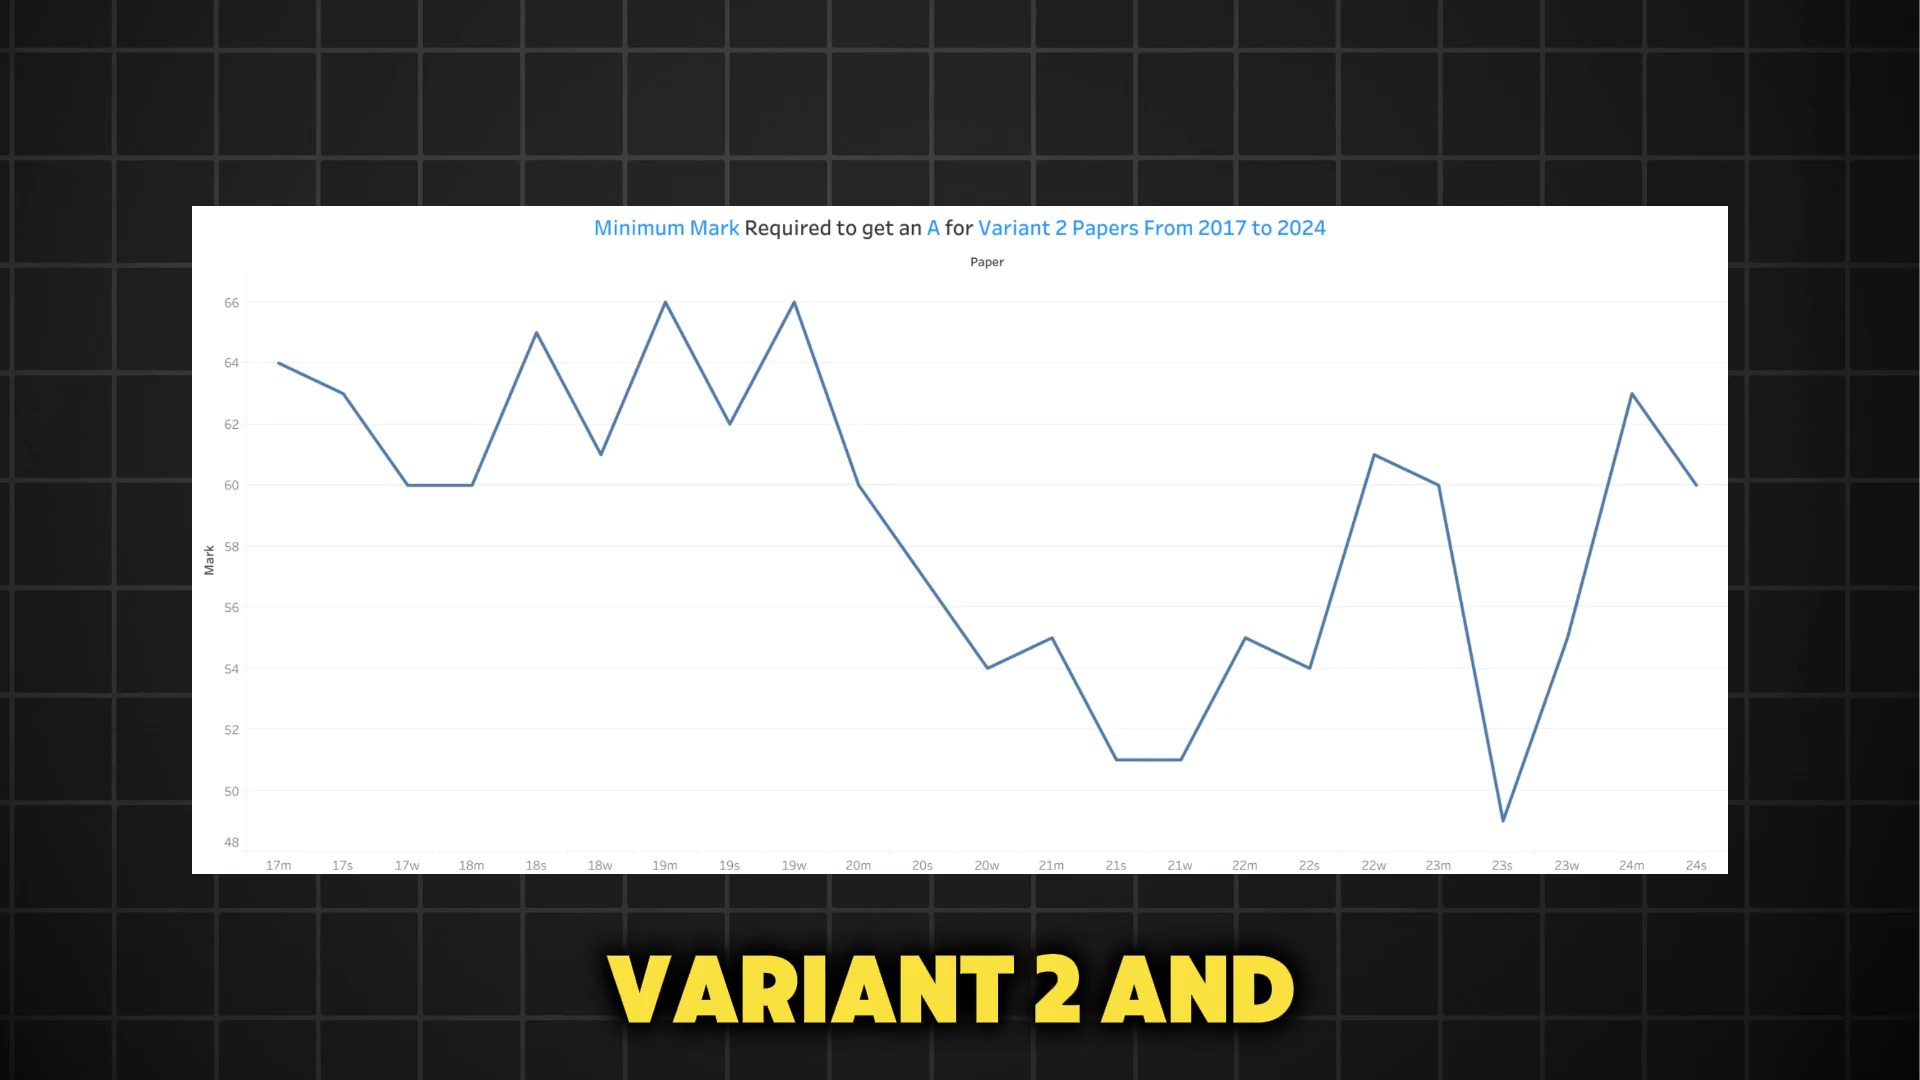 Minimum Mark Required to get an A for Variant 2 Papers From 2017 to 2024
Paper
66
64
62
60
58
Mark
56
54
52
50
48
17m 17s 17w 18m 18s 18w 19m 19s 19w 20m 20s 20w 21m 21s 21w 22m 22s 22w 23m 23s 23w 24m 24s
VARIANT 2 AND